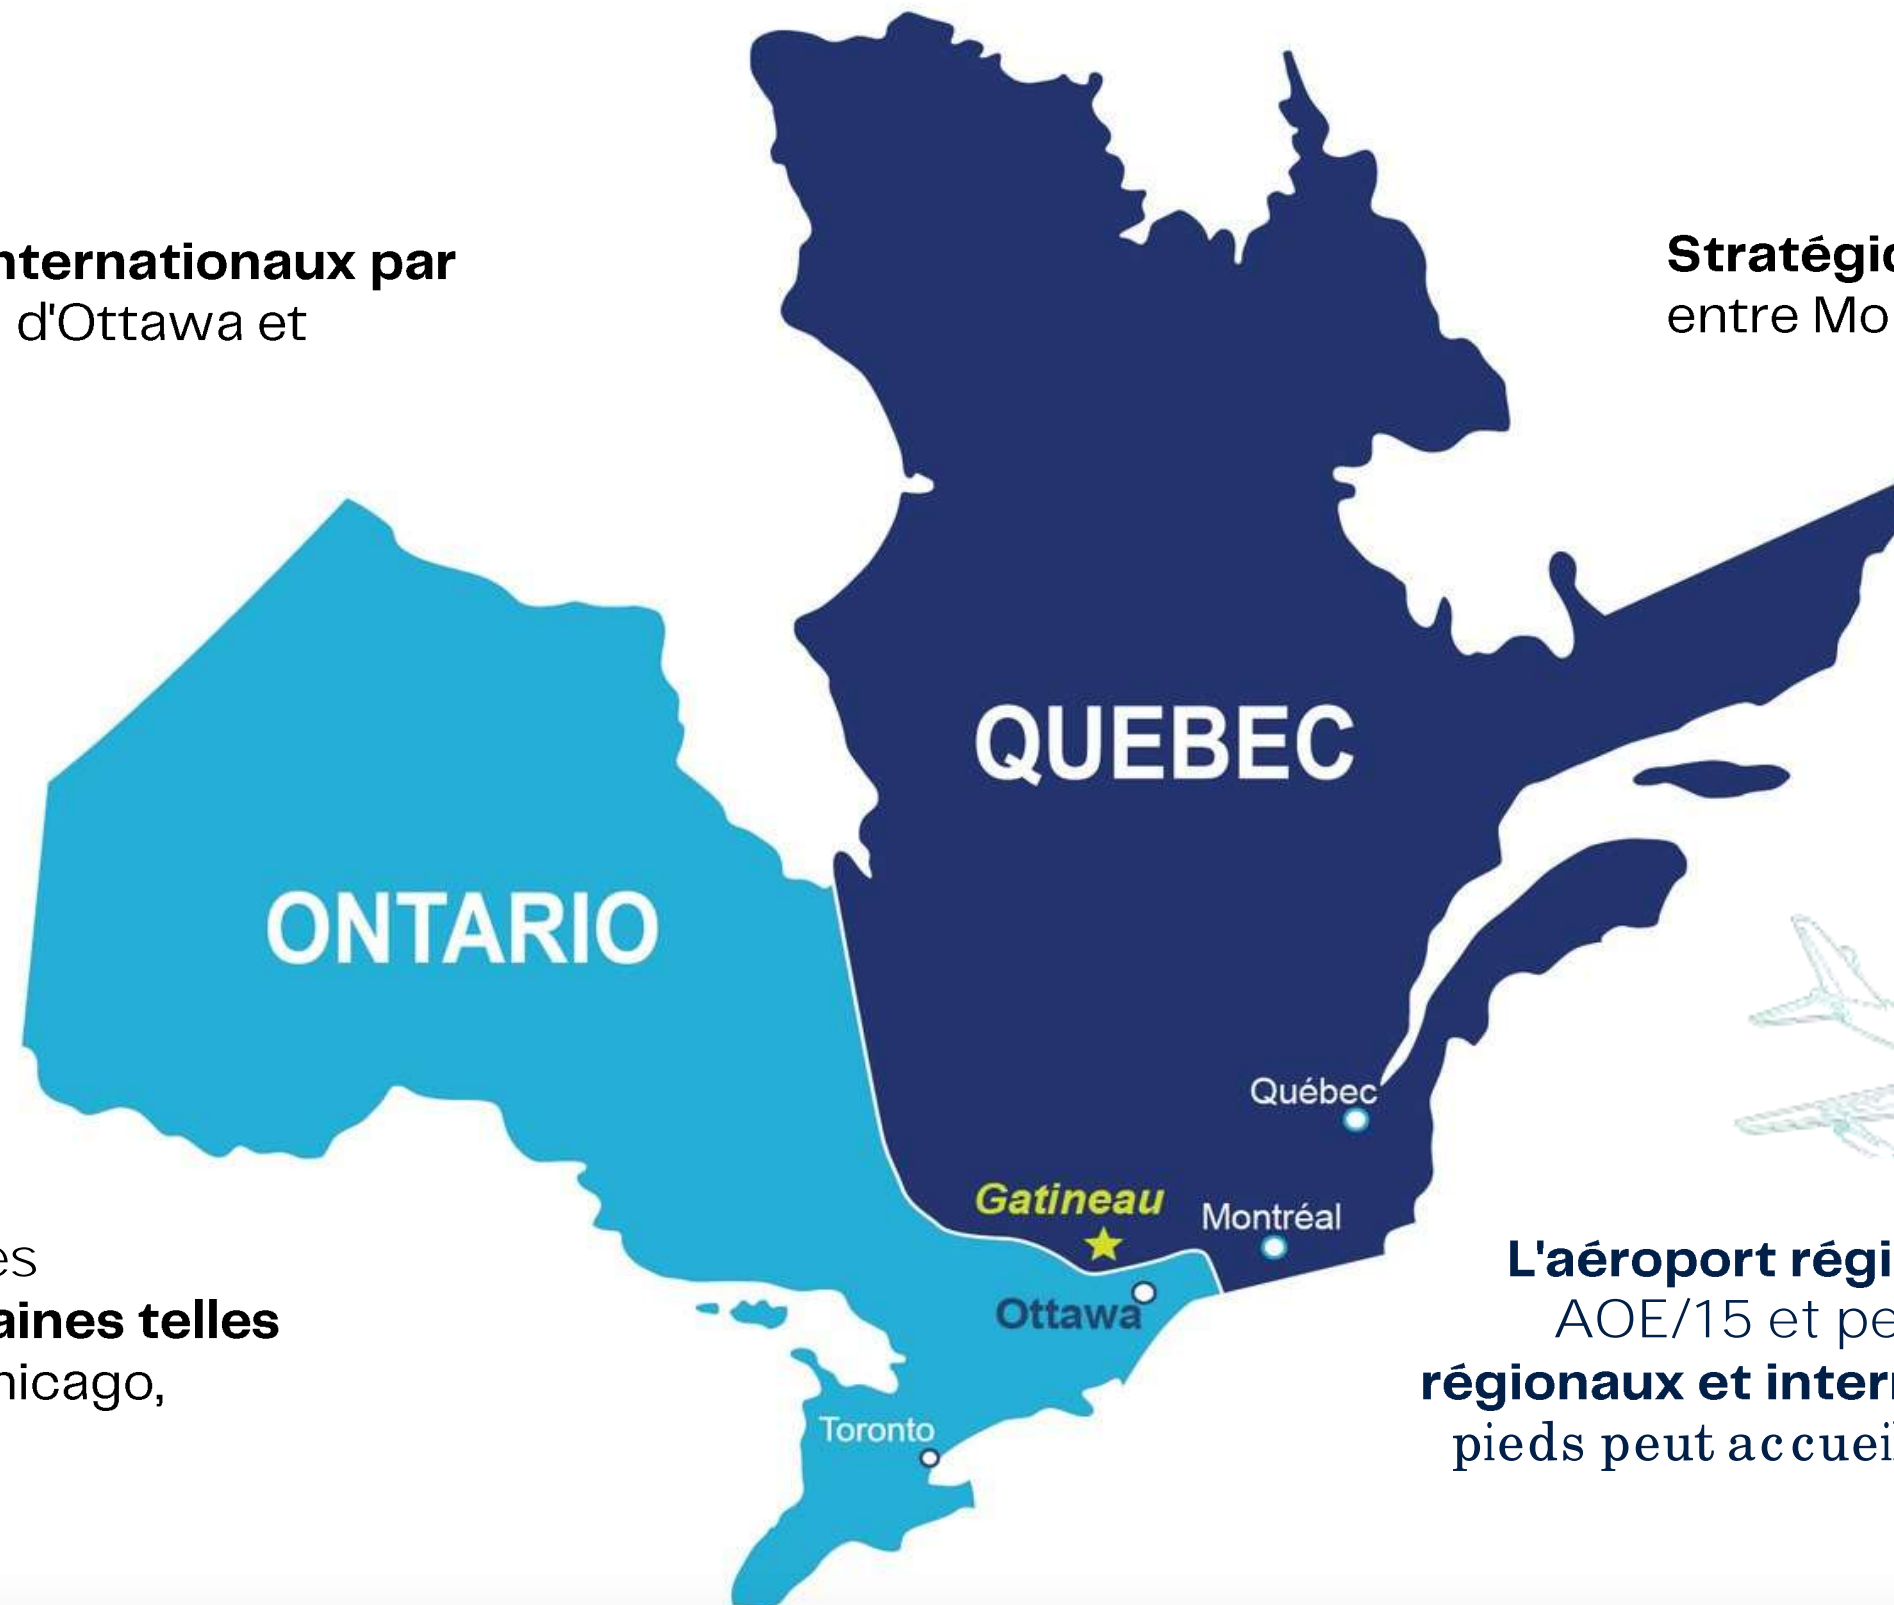 nternationaux par
d'Ottawa et
Stratégi
entre Mo
QUEBEC
ONTARIO
Québec
Gatineau
Montréal
Ottawa
Toronto
es
aines telles
hicago,
L'aéroport régi
AOE/15 et pe
régionaux et inter
pieds peut accuei